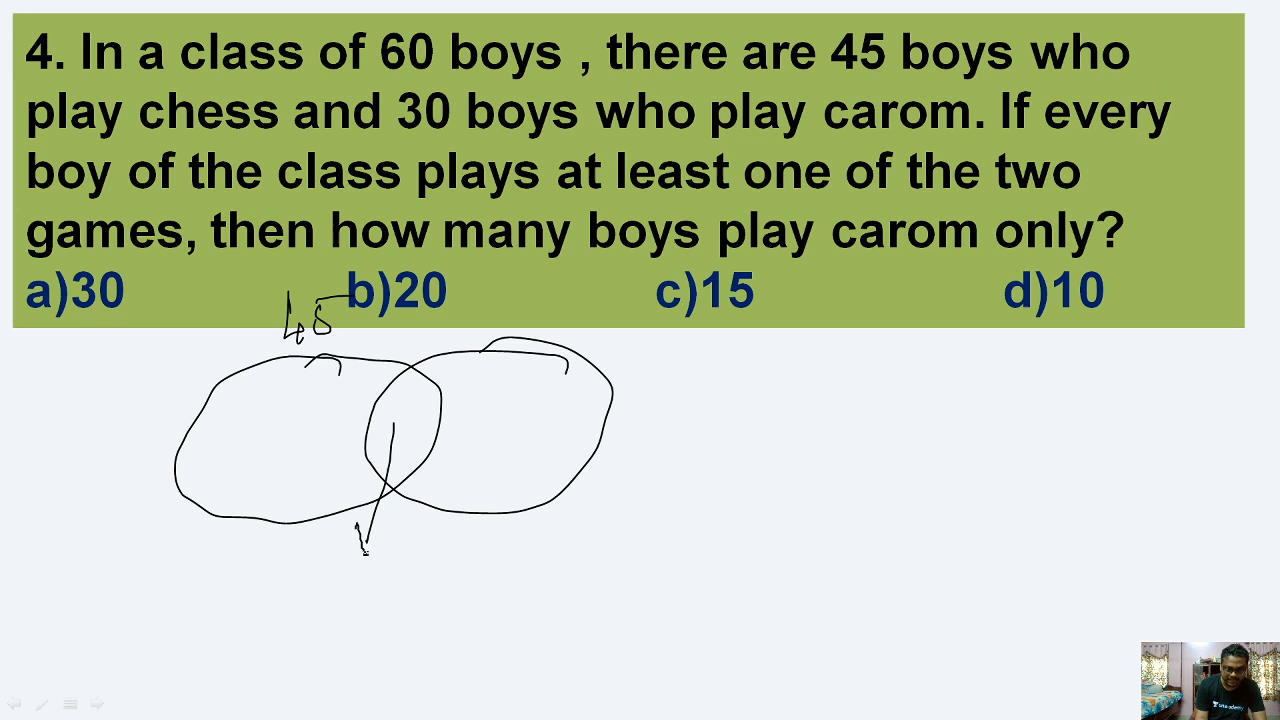 4. In a class of 60 boys , there are 45 boys who
play chess and 30 boys who play carom. If every
boy of the class plays at least one of the two
games, then how many boys play carom only?
a)30 b)20 c)15 d)10
45